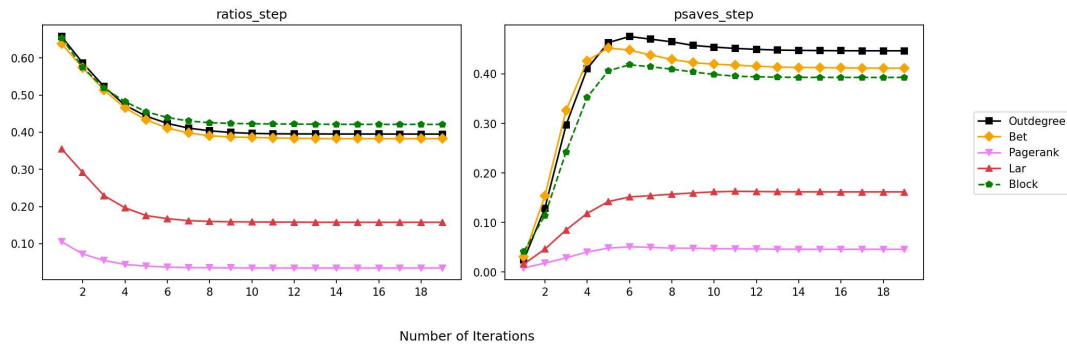 ratios_step
psaves_step
0.60
0.50
0.40
0.30
0.20
0.10
2 4 6 8 10 12 14 16 18
0.40
0.30
0.20
0.10
0.00
2 4 6 8 10 12 14 16 18
Outdegree
Bet
Pagerank
Lar
Block
Number of Iterations